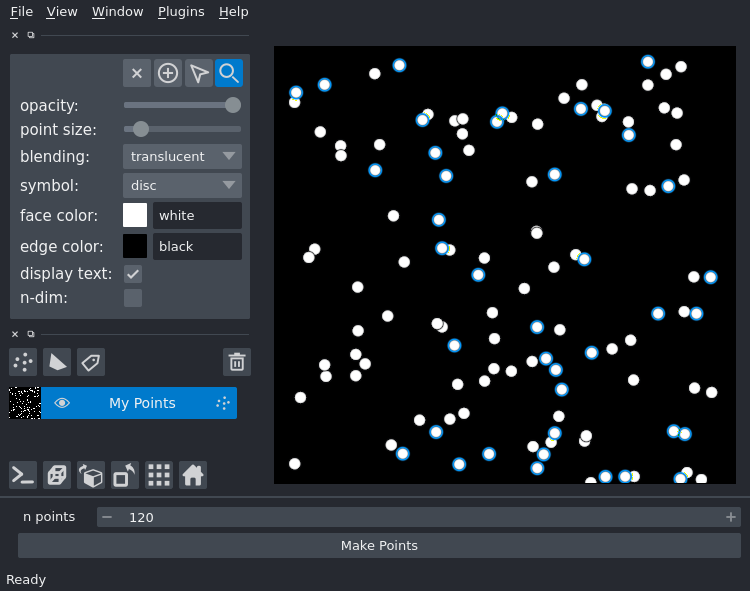 File View Window Plugins Help
opacity:
point size:
blending: translucent
symbol: disc
face color: white
edge color: black
display text:
n-dim:
My Points
n points 120
Make Points
Ready